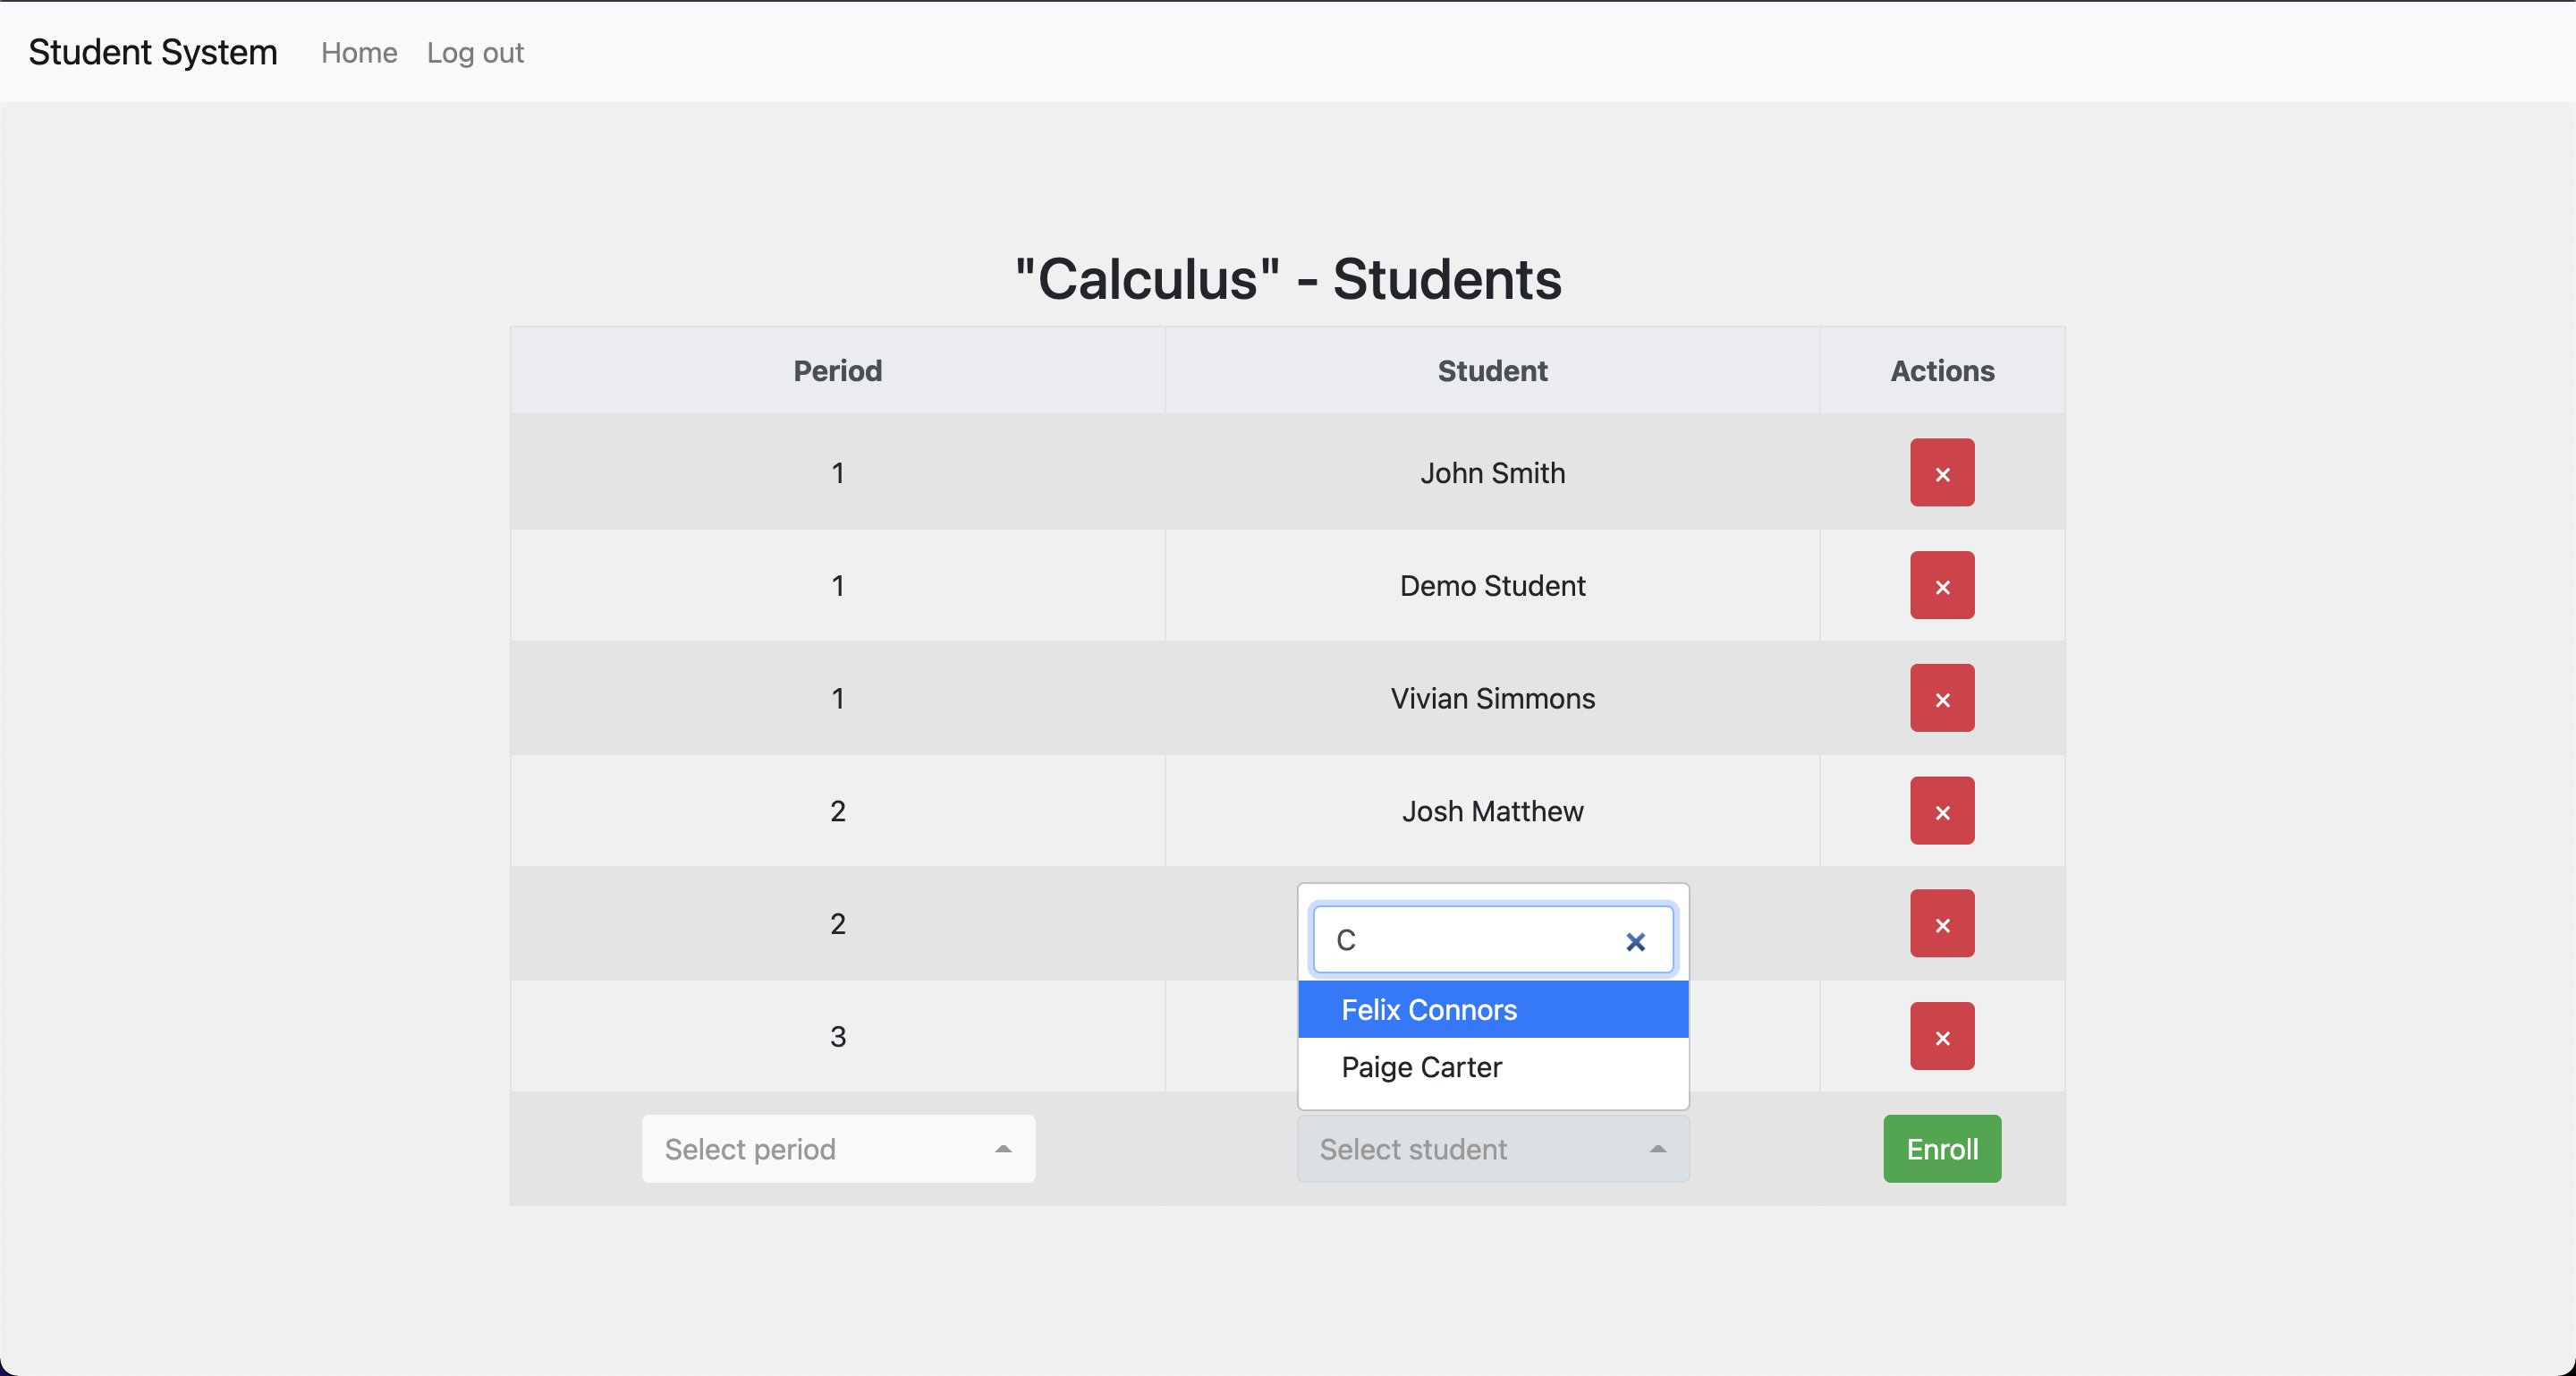 Student System Home Log out
"Calculus" - Students
Period Student Actions
1 John Smith ×
1 Demo Student ×
1 Vivian Simmons ×
2 Josh Matthew ×
2 ×
C ×
Felix Connors
3 ×
Paige Carter
Select period Select student Enroll